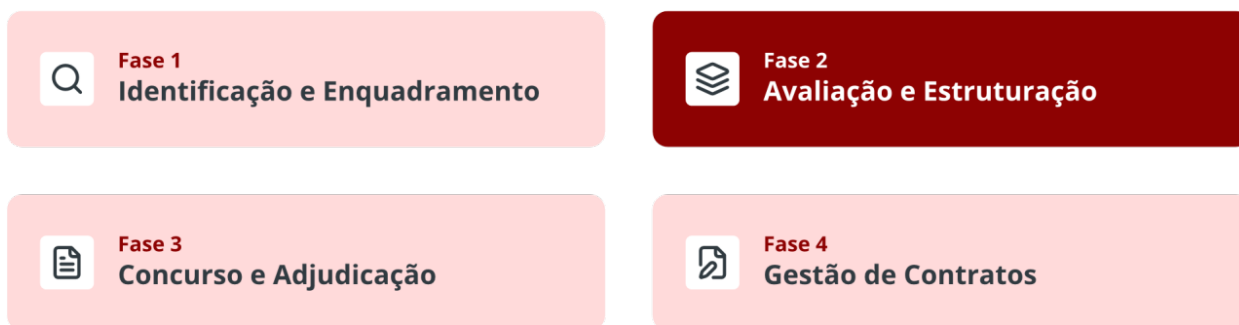 Fase 1
Identificação e Enquadramento
Fase 2
Avaliação e Estruturação
Fase 3
Concurso e Adjudicação
Fase 4
Gestão de Contratos